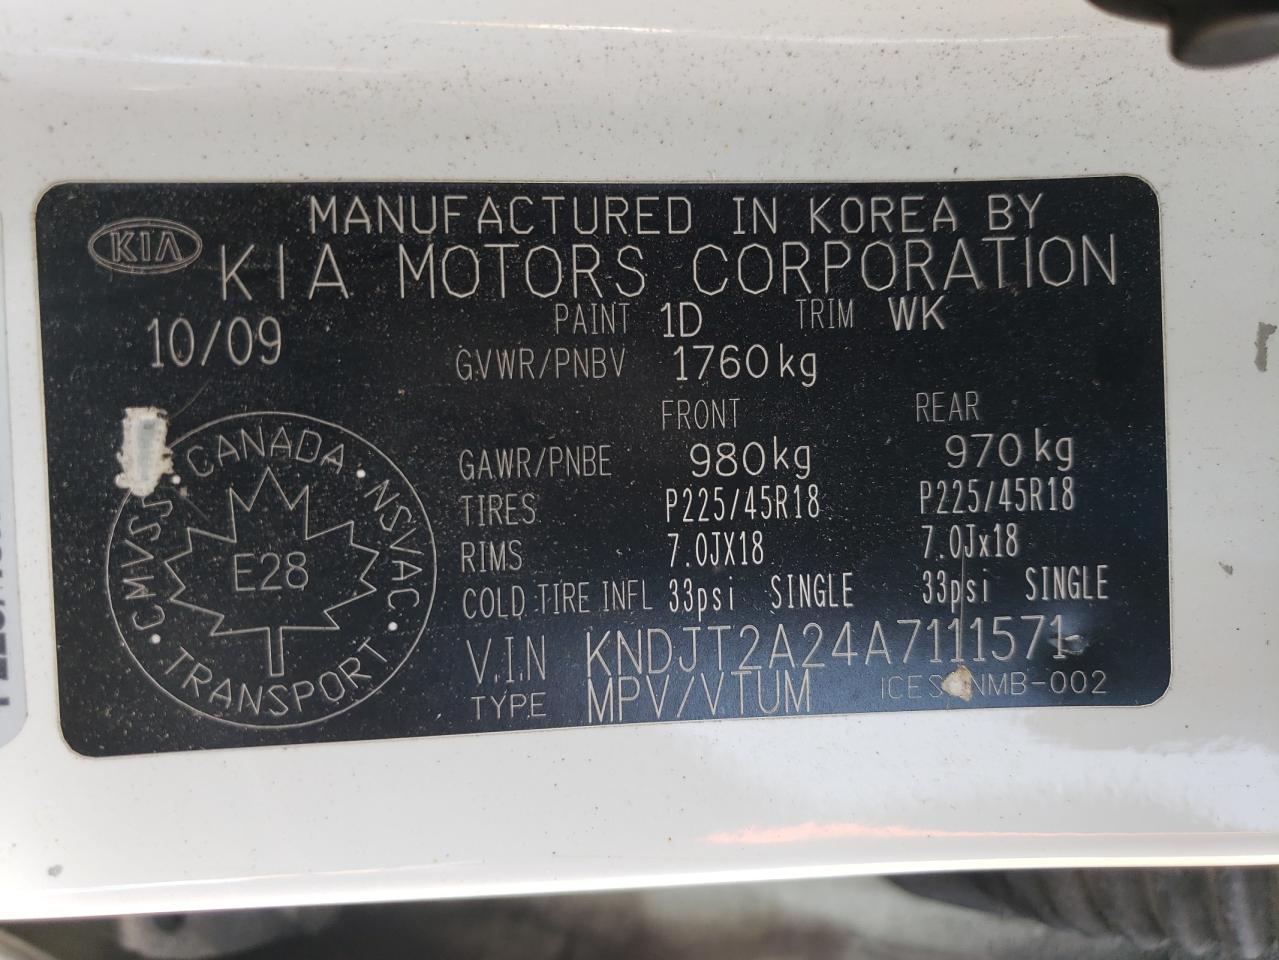 MANUFACTURED IN KOREA BY
KIA
KIA MOTORS CORPORATION
10/09
PAINT 1D TRIM WK
GVWR/PNBV 1760kg
FRONT REAR
GAWR/PNBE 980kg 970kg
TIRES P225/45R18 P225/45R18
RIMS 7.0JX18 7.0Jx18
COLD TIRE INFL 33psi SINGLE 33psi SINGLE
V.I.N KNDJT2A24A7111571
TYPE MPV/VTUM NMB-002
CANADA
NSVAC
TRANSPORT
E28